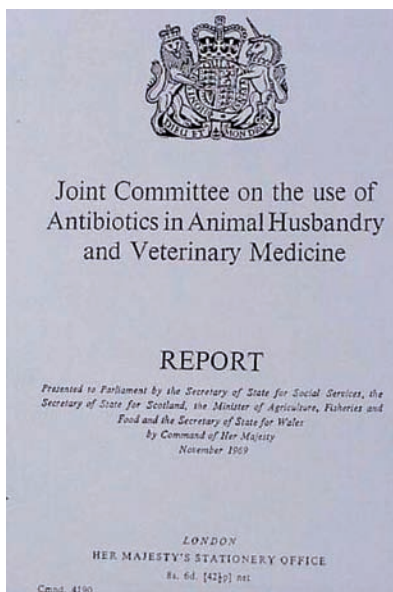 DIEU ET MON DROIT
Joint Committee on the use of
Antibiotics in Animal Husbandry
and Veterinary Medicine
REPORT
Presented to Parliament by the Secretary of State for Social Services, the
Secretary of State for Scotland, the Minister of Agriculture, Fisheries and
Food and the Secretary of State for Wales
by Command of Her Majesty
November 1969
LONDON
HER MAJESTY'S STATIONERY OFFICE
8s. 6d. [42½p] net
Cmnd. 4190